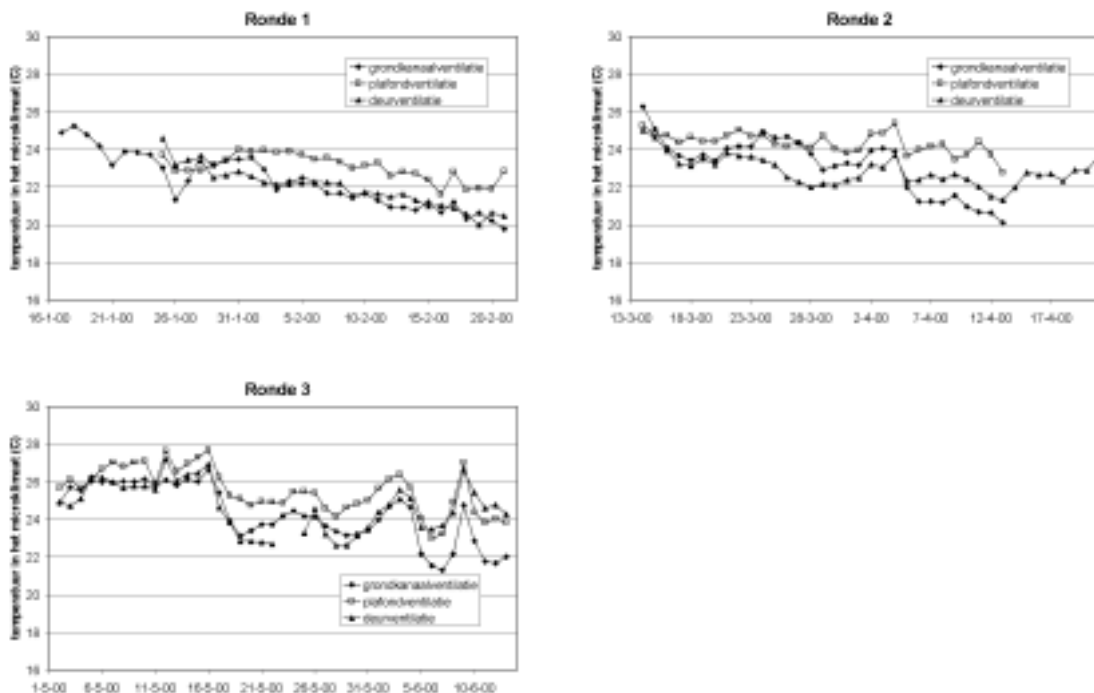 Ronde 1
temperatuur in het microklimaat (C)
30
28
26
24
22
20
18
16
grondkanaalventilatie
plafondventilatie
deurventilatie
16-1-00 21-1-00 26-1-00 31-1-00 5-2-00 10-2-00 15-2-00 20-2-00
Ronde 2
temperatuur in het microklimaat (C)
30
28
26
24
22
20
18
16
grondkanaalventilatie
plafondventilatie
deurventilatie
13-3-00 18-3-00 23-3-00 28-3-00 2-4-00 7-4-00 12-4-00 17-4-00
Ronde 3
temperatuur in het microklimaat (C)
30
28
26
24
22
20
18
16
grondkanaalventilatie
plafondventilatie
deurventilatie
1-5-00 6-5-00 11-5-00 16-5-00 21-5-00 26-5-00 31-5-00 5-6-00 10-6-00